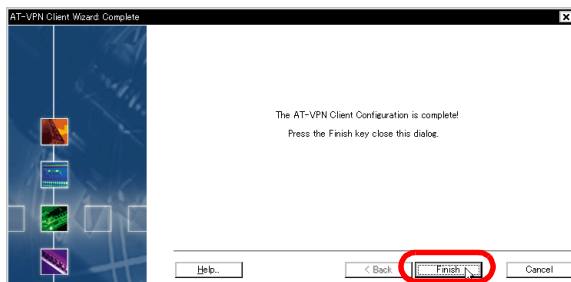 AT-VPN Client Wizard: Complete
The AT-VPN Client Configuration is complete!
Press the Finish key close this dialog.
Help..
< Back
Finish
Cancel